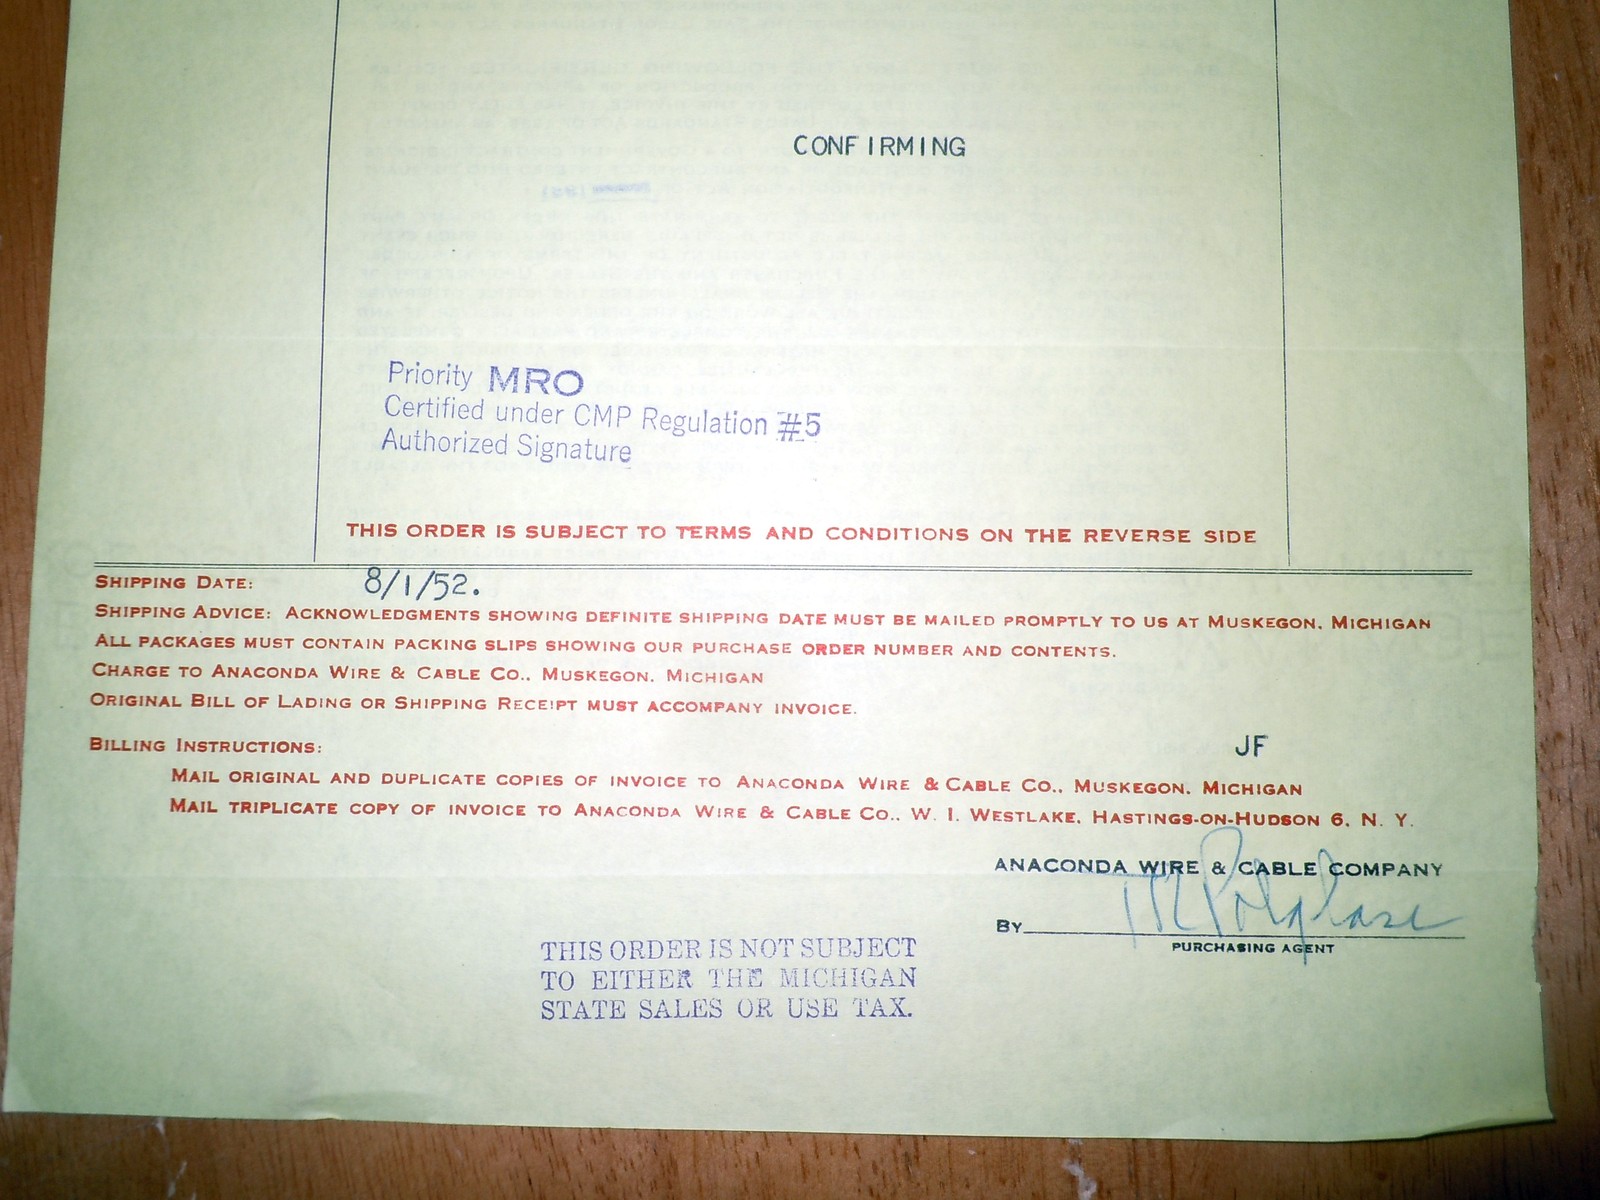 CONFIRMING
Priority MRO
Certified under CMP Regulation #5
Authorized Signature
THIS ORDER IS SUBJECT TO TERMS AND CONDITIONS ON THE REVERSE SIDE
SHIPPING DATE: 8/1/52.
SHIPPING ADVICE: ACKNOWLEDGMENTS SHOWING DEFINITE SHIPPING DATE MUST BE MAILED PROMPTLY TO US AT MUSKEGON, MICHIGAN
ALL PACKAGES MUST CONTAIN PACKING SLIPS SHOWING OUR PURCHASE ORDER NUMBER AND CONTENTS.
CHARGE TO ANACONDA WIRE & CABLE CO., MUSKEGON, MICHIGAN
ORIGINAL BILL OF LADING OR SHIPPING RECEIPT MUST ACCOMPANY INVOICE.
BILLING INSTRUCTIONS: JF
MAIL ORIGINAL AND DUPLICATE COPIES OF INVOICE TO ANACONDA WIRE & CABLE CO., MUSKEGON, MICHIGAN
MAIL TRIPLICATE COPY OF INVOICE TO ANACONDA WIRE & CABLE CO., W. I. WESTLAKE, HASTINGS-ON-HUDSON 6, N. Y.
ANACONDA WIRE & CABLE COMPANY
BY
PURCHASING AGENT
THIS ORDER IS NOT SUBJECT
TO EITHER THE MICHIGAN
STATE SALES OR USE TAX.